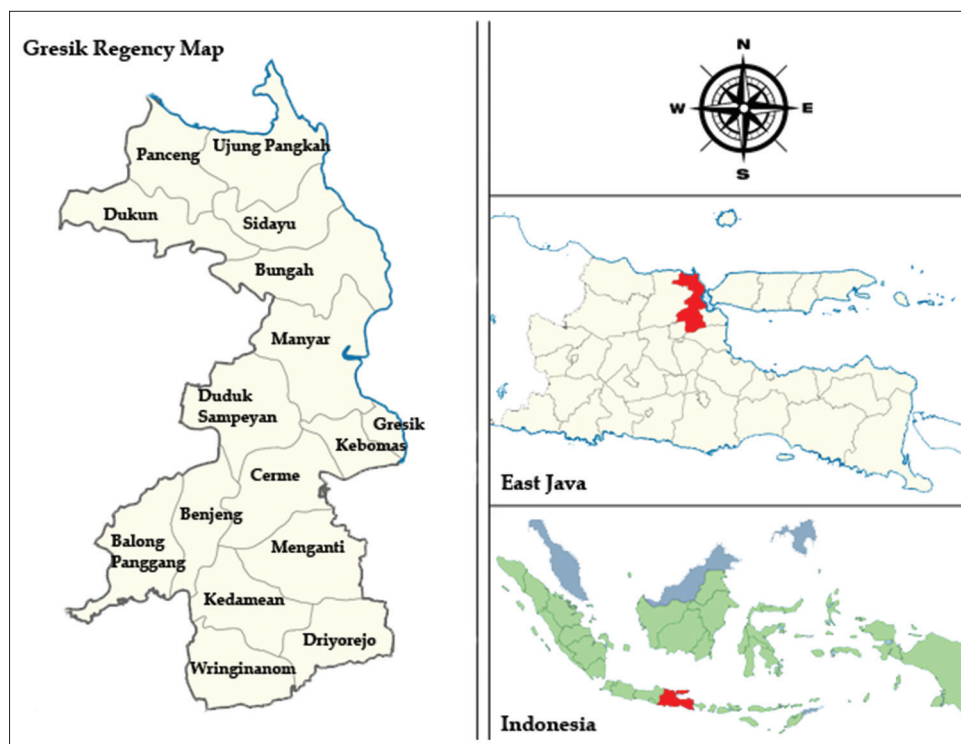 Gresik Regency Map
Ujung Pangkah
Panceng
Dukun
Sidayu
Bungah
Manyar
Duduk
Sampeyan
Gresik
Kebomas
Cerme
Benjeng
Balong
Panggang
Menganti
Kedamean
Driyorejo
Wringinanom
N
W
E
S
East Java
Indonesia